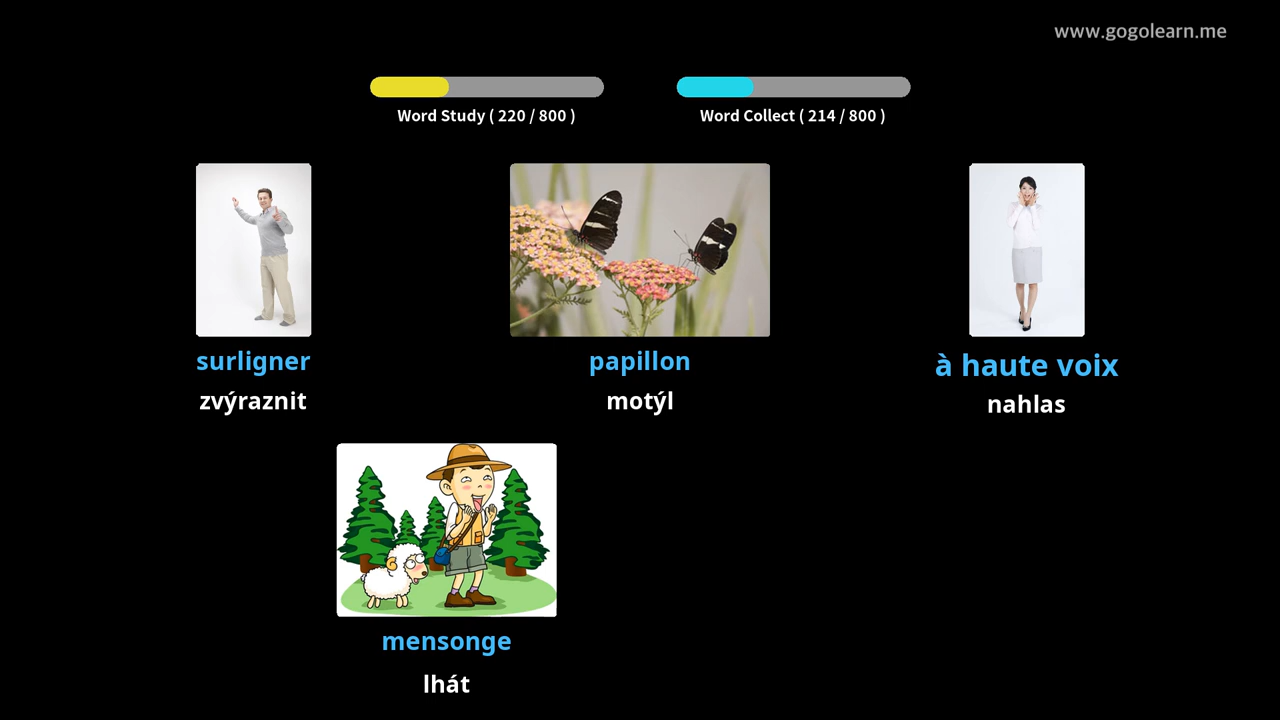 www.gogolearn.me
Word Study ( 220 / 800 )
Word Collect ( 214 / 800 )
surligner
zvýraznit
papillon
motýl
à haute voix
nahlas
mensonge
lhát